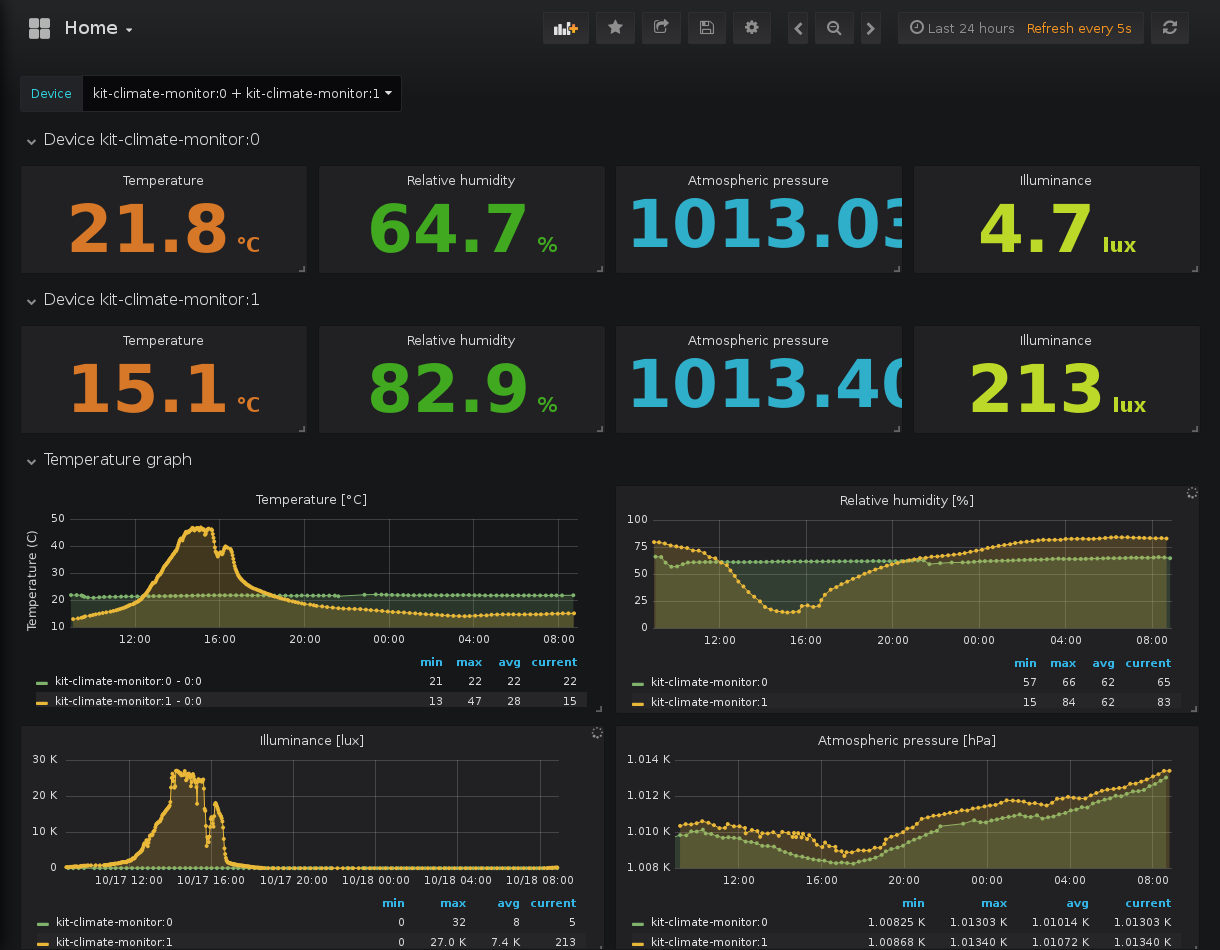 Home
Last 24 hours Refresh every 5s
Device kit-climate-monitor:0 + kit-climate-monitor:1
Device kit-climate-monitor:0
Temperature Relative humidity Atmospheric pressure Illuminance
21.8 °C 64.7 % 1013.03 4.7 lux
Device kit-climate-monitor:1
Temperature Relative humidity Atmospheric pressure Illuminance
15.1 °C 82.9 % 1013.40 213 lux
Temperature graph
Temperature [°C]
Temperature (C)
50
40
30
20
10
12:00 16:00 20:00 00:00 04:00 08:00
min max avg current
kit-climate-monitor:0 - 0:0 21 22 22 22
kit-climate-monitor:1 - 0:0 13 47 28 15
Relative humidity [%]
100
75
50
25
0
12:00 16:00 20:00 00:00 04:00 08:00
min max avg current
kit-climate-monitor:0 57 66 62 65
kit-climate-monitor:1 15 84 62 83
Illuminance [lux]
30 K
20 K
10 K
0
10/17 12:00 10/17 16:00 10/17 20:00 10/18 00:00 10/18 04:00 10/18 08:00
min max avg current
kit-climate-monitor:0 0 32 8 5
kit-climate-monitor:1 0 27.0 K 7.4 K 213
Atmospheric pressure [hPa]
1.014 K
1.012 K
1.010 K
1.008 K
12:00 16:00 20:00 00:00 04:00 08:00
min max avg current
kit-climate-monitor:0 1.00825 K 1.01303 K 1.01014 K 1.01303 K
kit-climate-monitor:1 1.00868 K 1.01340 K 1.01072 K 1.01340 K